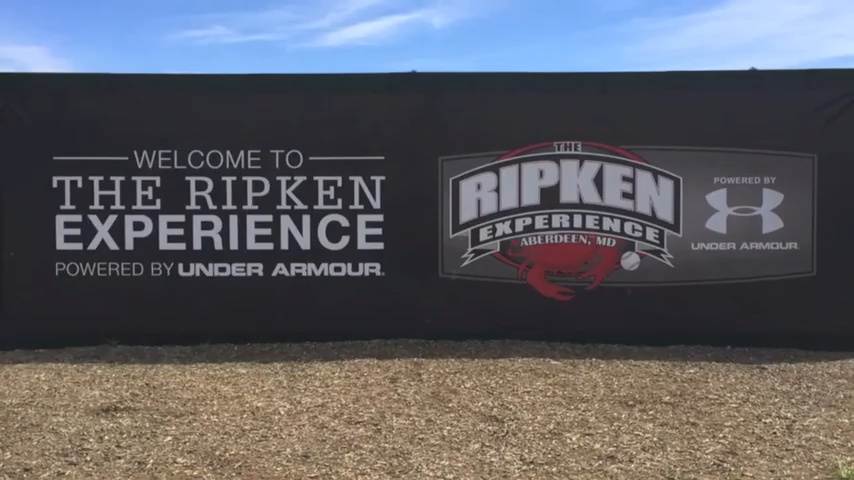 WELCOME TO
THE RIPKEN
EXPERIENCE
POWERED BY UNDER ARMOUR
THE
RIPKEN
EXPERIENCE
ABERDEEN, MD
POWERED BY
UNDER ARMOUR